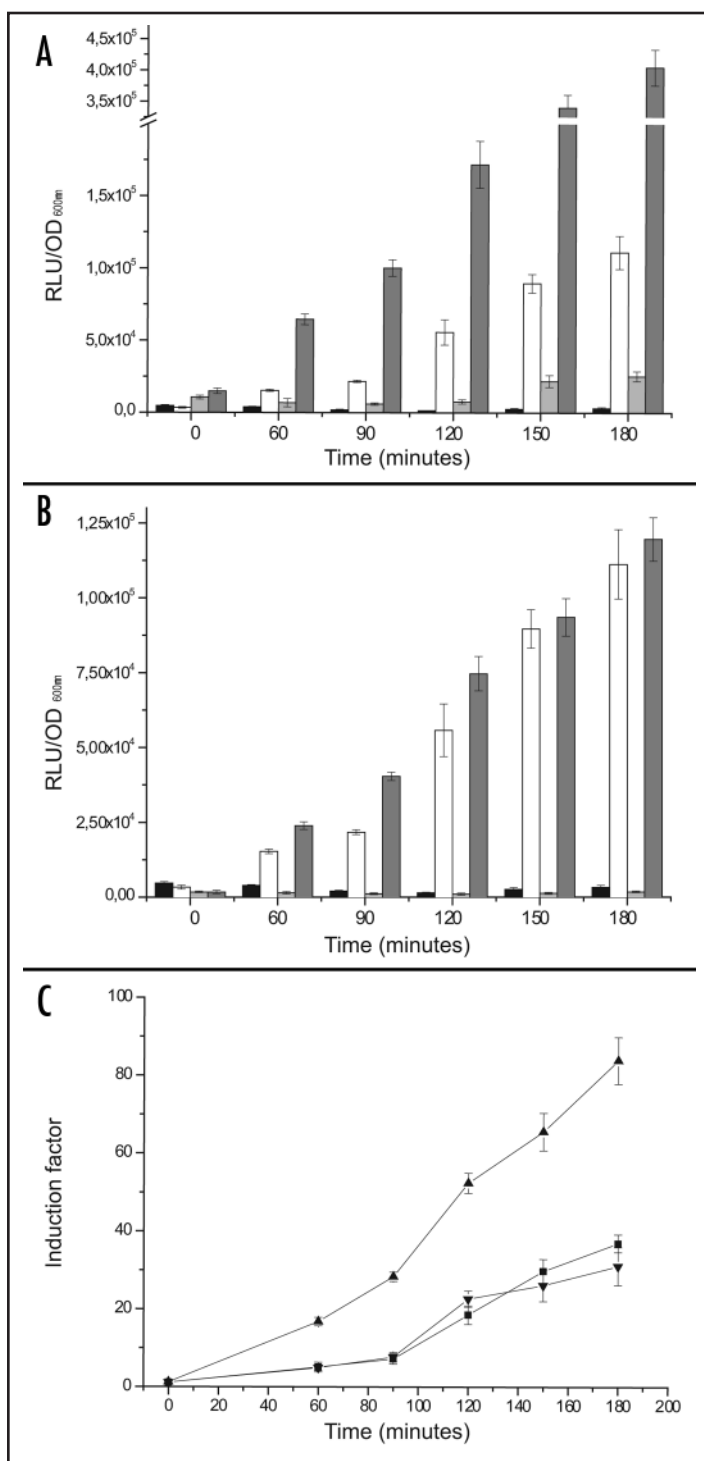 A
4,5x10⁵
4,0x10⁵
3,5x10⁵
1,5x10⁵
1,0x10⁵
5,0x10⁴
0,0
RLU/OD 600nm
0 60 90 120 150 180
Time (minutes)
B
1,25x10⁵
1,00x10⁵
7,50x10⁴
5,00x10⁴
2,50x10⁴
0,00
RLU/OD 600nm
0 60 90 120 150 180
Time (minutes)
C
100
80
60
40
20
0
Induction factor
0 20 40 60 80 100 120 140 160 180 200
Time (minutes)